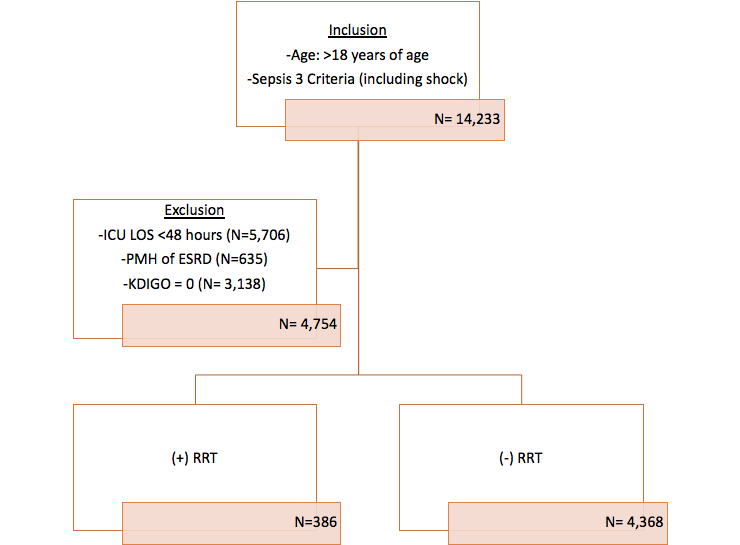 Inclusion
-Age: >18 years of age
-Sepsis 3 Criteria (including shock)
N= 14,233
Exclusion
-ICU LOS <48 hours (N=5,706)
-PMH of ESRD (N=635)
-KDIGO = 0 (N= 3,138)
N= 4,754
(+) RRT
N=386
(-) RRT
N= 4,368